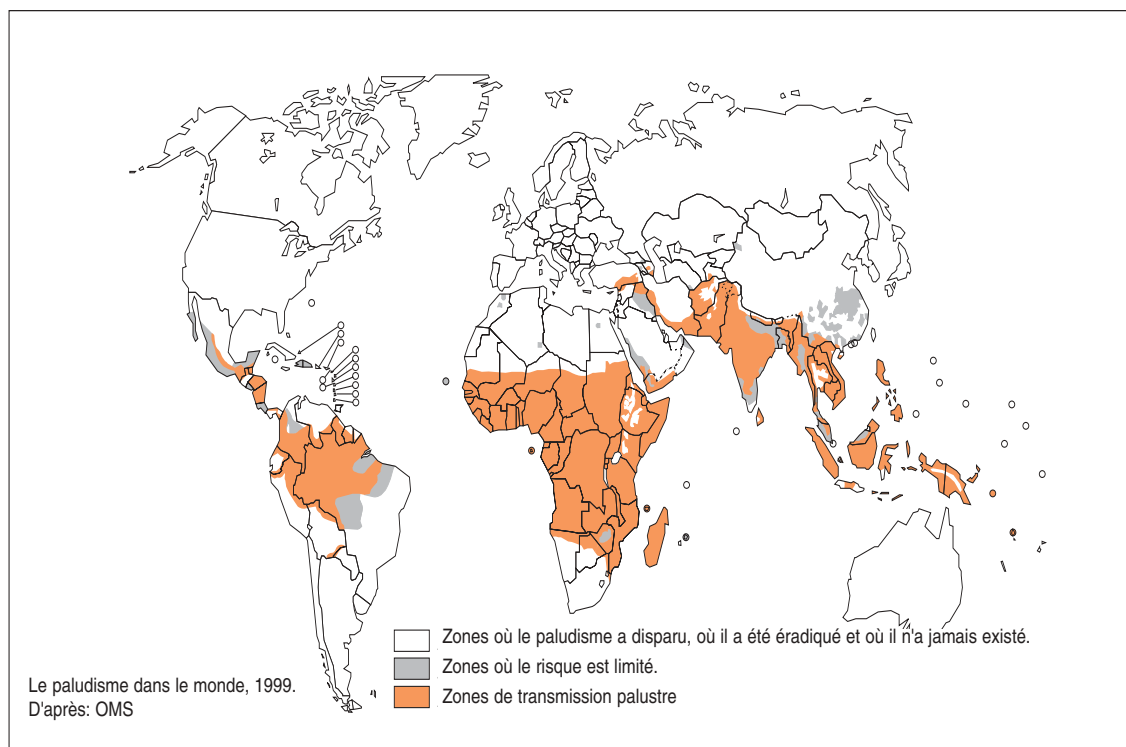 Zones où le paludisme a disparu, où il a été éradiqué et où il n'a jamais existé.
Zones où le risque est limité.
Zones de transmission palustre
Le paludisme dans le monde, 1999.
D'après: OMS